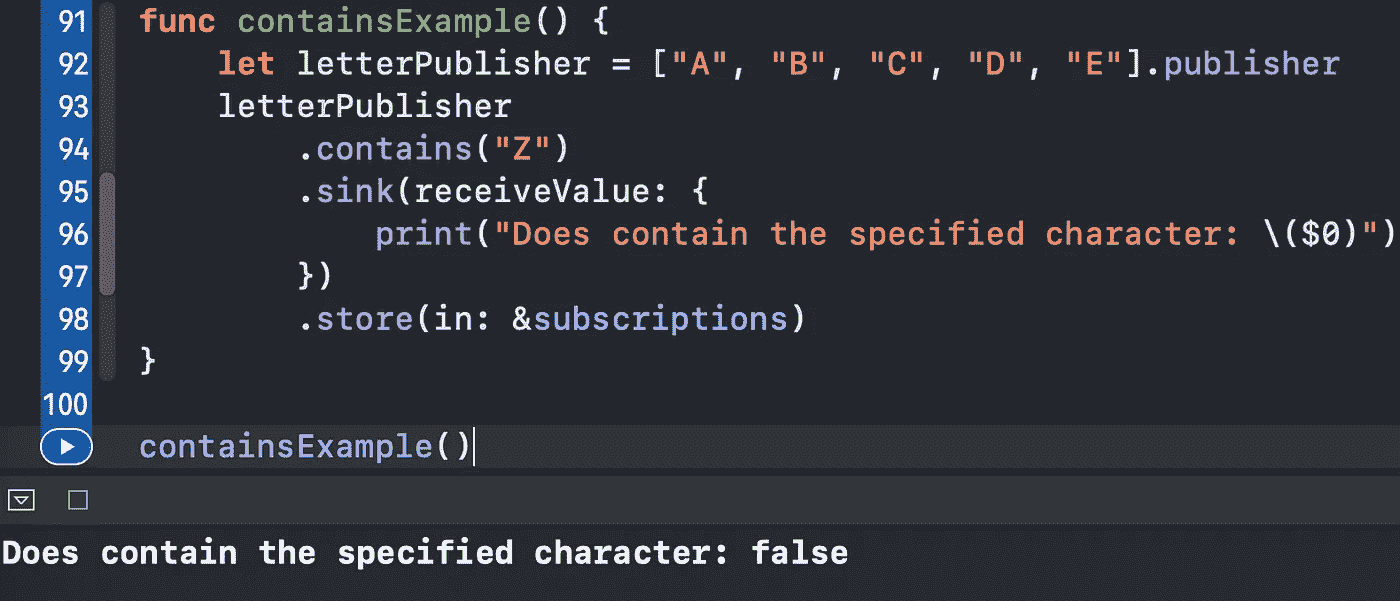 91 func containsExample() {
92 let letterPublisher = ["A", "B", "C", "D", "E"].publisher
93 letterPublisher
94 .contains("Z")
95 .sink(receiveValue: {
96 print("Does contain the specified character: \($0)")
97 })
98 .store(in: &subscriptions)
99 }
100
containsExample()
Does contain the specified character: false